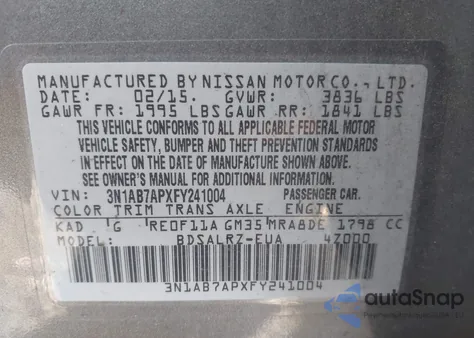 MANUFACTURED BY NISSAN MOTOR CO., LTD.
DATE: 02/15. GVWR: 3836 LBS
GAWR FR: 1995 LBS GAWR RR: 1841 LBS
THIS VEHICLE CONFORMS TO ALL APPLICABLE FEDERAL MOTOR
VEHICLE SAFETY, BUMPER AND THEFT PREVENTION STANDARDS
IN EFFECT ON THE DATE OF MANUFACTURE SHOWN ABOVE.
SEE OWNER'S MANUAL FOR ADDITIONAL INFORMATION.
VIN: 3N1AB7APXFY241004 PASSENGER CAR.
COLOR TRIM TRANS AXLE ENGINE
KAD G RE0F11A GM35 MRA8DE 1798 CC
MODEL: BDSALRZ-EUA 4Z000
3N1AB7APXFY241004
autoSnap